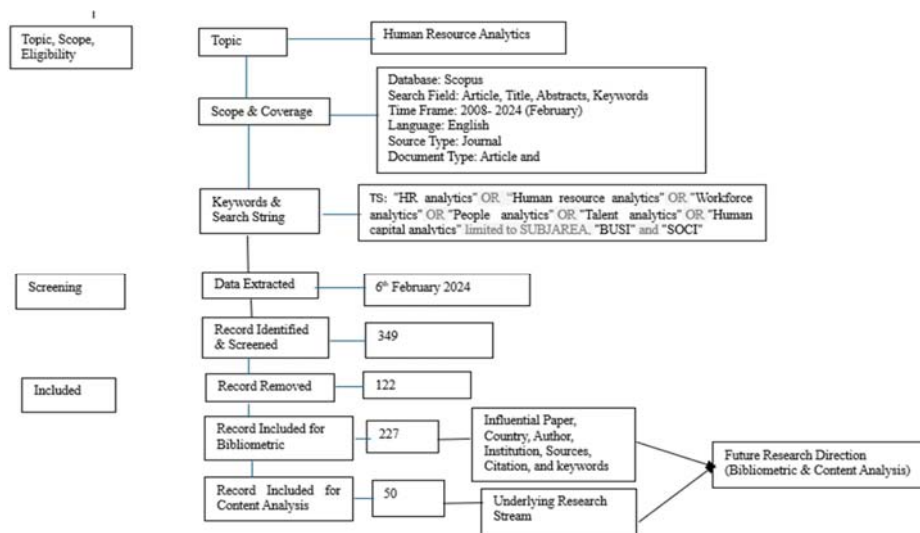 Topic, Scope,
Eligibility
Topic
Human Resource Analytics
Scope & Coverage
Database: Scopus
Search Field: Article, Title, Abstracts, Keywords
Time Frame: 2008- 2024 (February)
Language: English
Source Type: Journal
Document Type: Article and
Keywords &
Search String
TS: "HR analytics" OR "Human resource analytics" OR "Workforce
analytics" OR "People analytics" OR "Talent analytics" OR "Human
capital analytics" limited to SUBJAREA, "BUSI" and "SOCI"
Screening
Data Extracted
6th February 2024
Record Identified
& Screened
349
Included
Record Removed
122
Record Included for
Bibliometric
227
Influential Paper,
Country, Author,
Institution, Sources,
Citation, and keywords
Future Research Direction
(Bibliometric & Content Analysis)
Record Included for
Content Analysis
50
Underlying Research
Stream